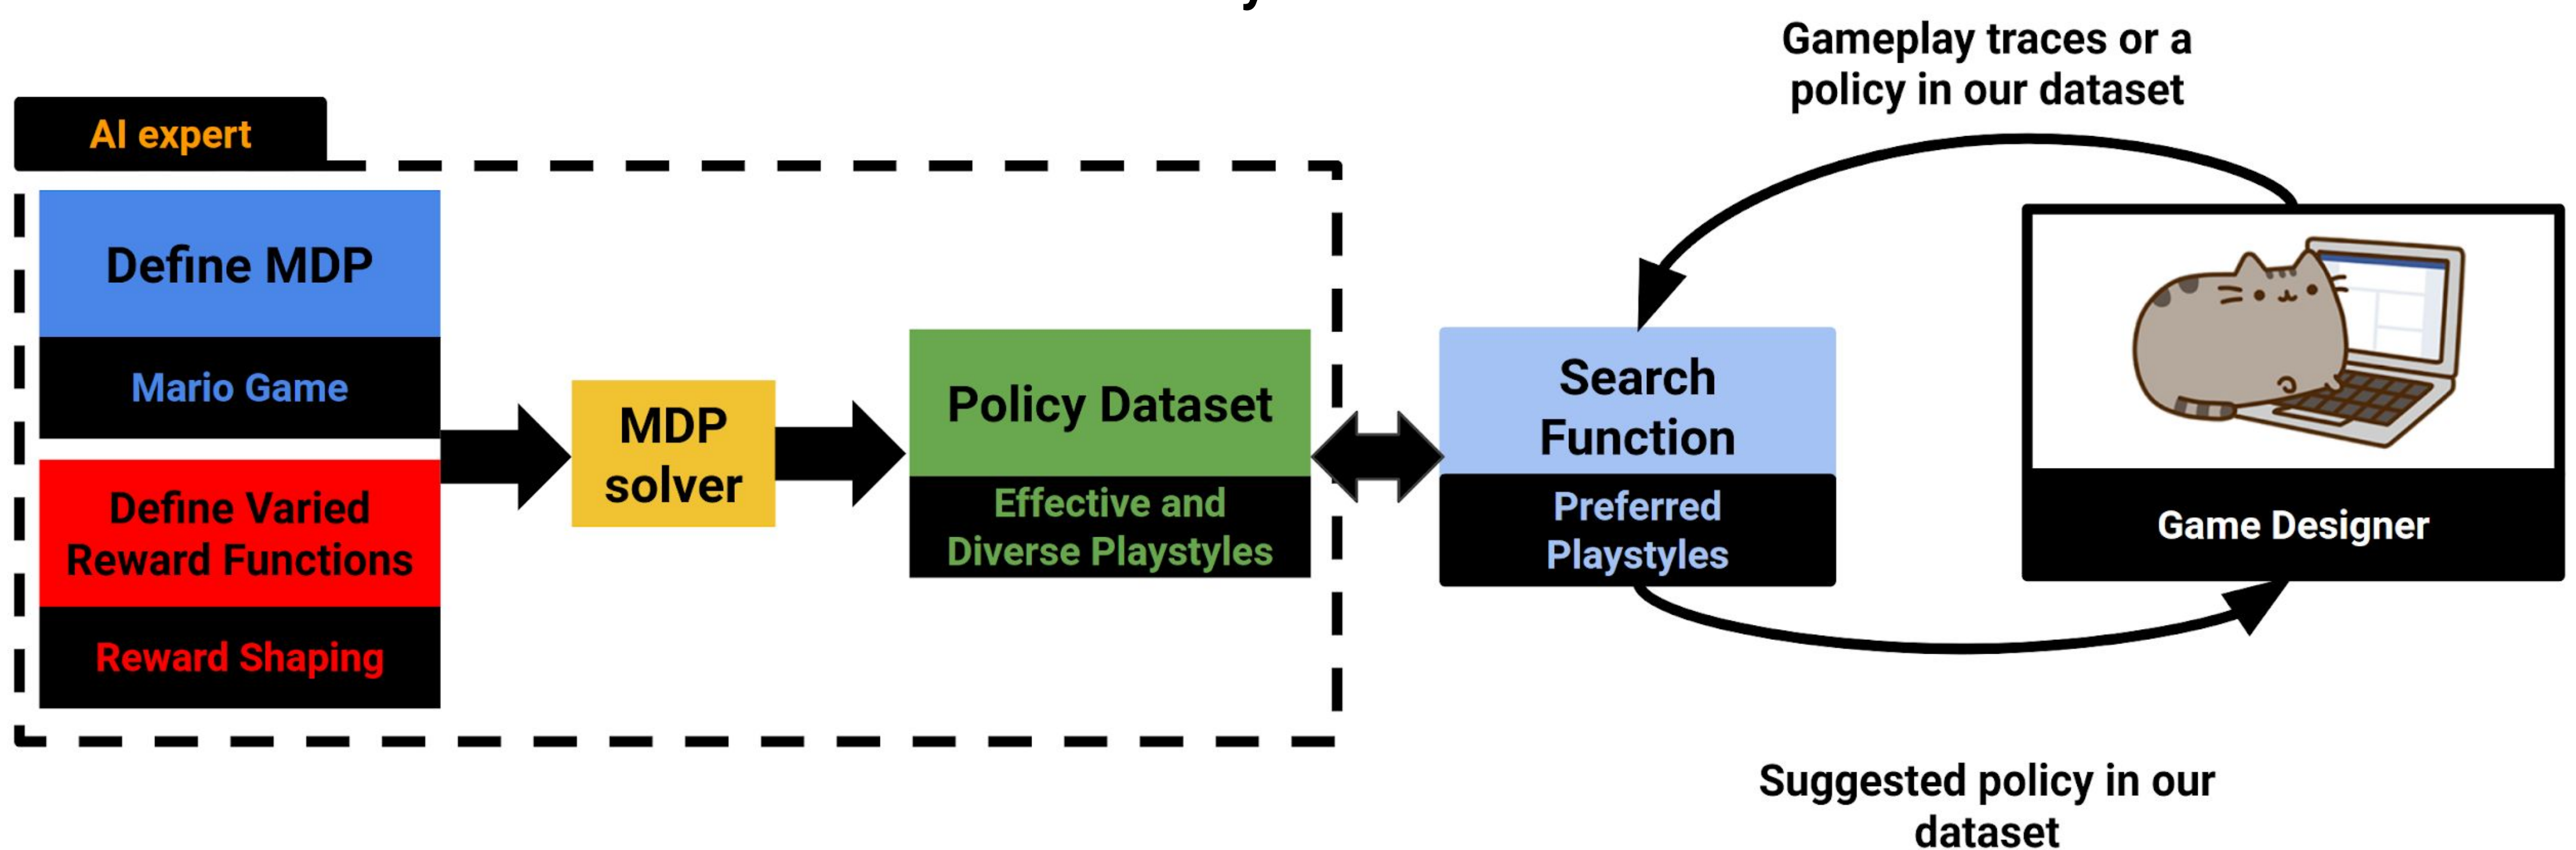 Gameplay traces or a
policy in our dataset
AI expert
Define MDP
Mario Game
Define Varied
Reward Functions
Reward Shaping
MDP
solver
Policy Dataset
Effective and
Diverse Playstyles
Search
Function
Preferred
Playstyles
Game Designer
Suggested policy in our
dataset